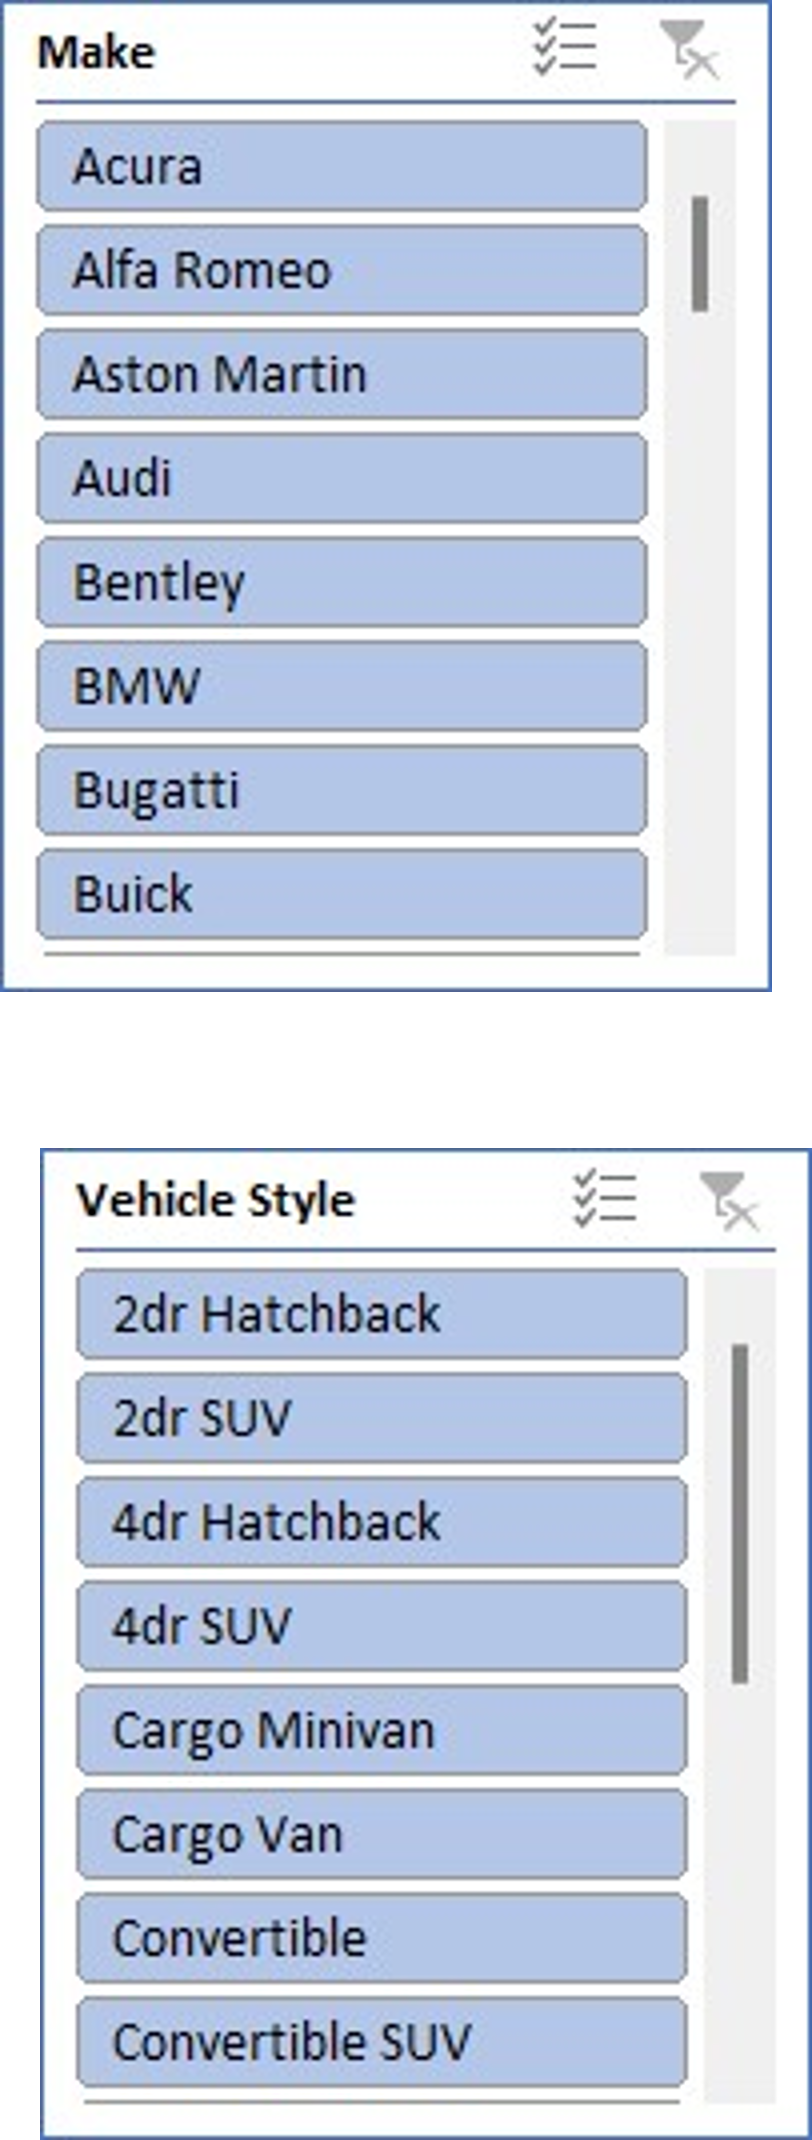 Make
Acura
Alfa Romeo
Aston Martin
Audi
Bentley
BMW
Bugatti
Buick
Vehicle Style
2dr Hatchback
2dr SUV
4dr Hatchback
4dr SUV
Cargo Minivan
Cargo Van
Convertible
Convertible SUV